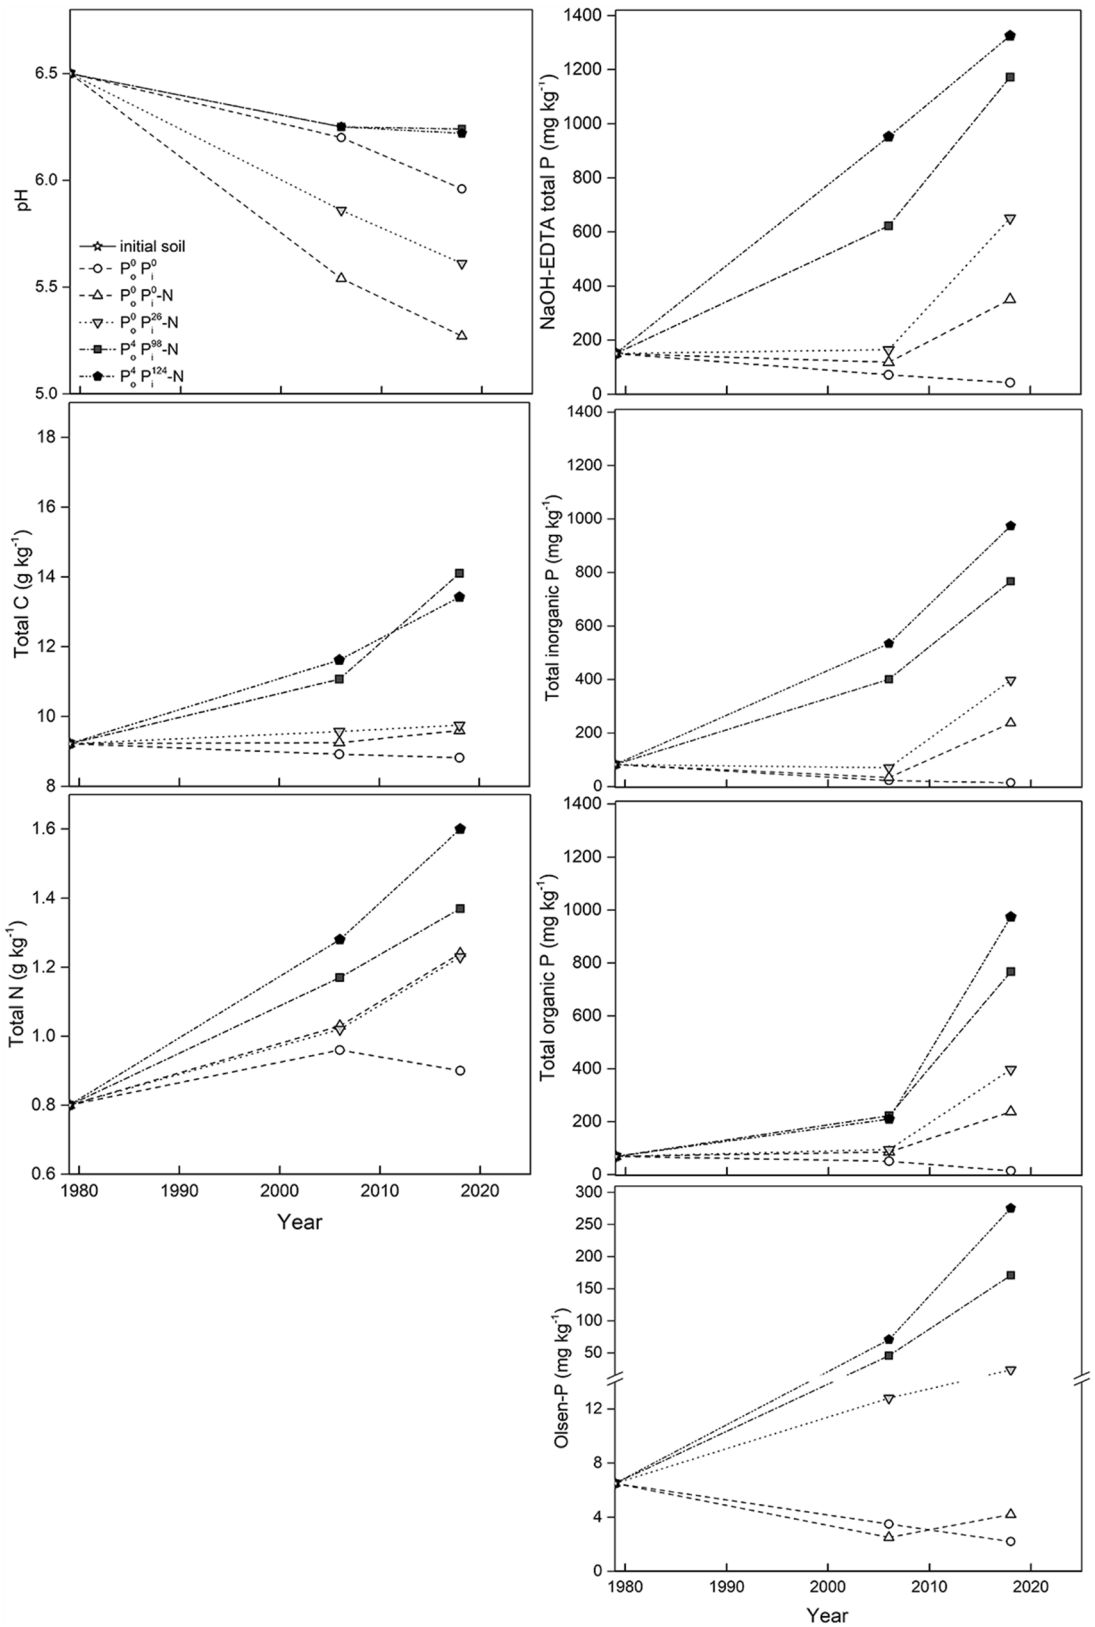 pH
6.5
6.0
5.5
5.0
initial soil
P⁰ₒ P⁰ᵢ
P⁰ₒ P⁰ᵢ-N
P⁰ₒ P²⁶ᵢ-N
P⁴ₒ P⁹⁸ᵢ-N
P⁴ₒ P¹²⁴ᵢ-N
NaOH-EDTA total P (mg kg⁻¹)
1400
1200
1000
800
600
400
200
0
Total C (g kg⁻¹)
18
16
14
12
10
8
Total inorganic P (mg kg⁻¹)
1400
1200
1000
800
600
400
200
0
Total N (g kg⁻¹)
1.6
1.4
1.2
1.0
0.8
0.6
1980 1990 2000 2010 2020
Year
Total organic P (mg kg⁻¹)
1400
1200
1000
800
600
400
200
0
Olsen-P (mg kg⁻¹)
300
250
200
150
100
50
12
8
4
0
1980 1990 2000 2010 2020
Year